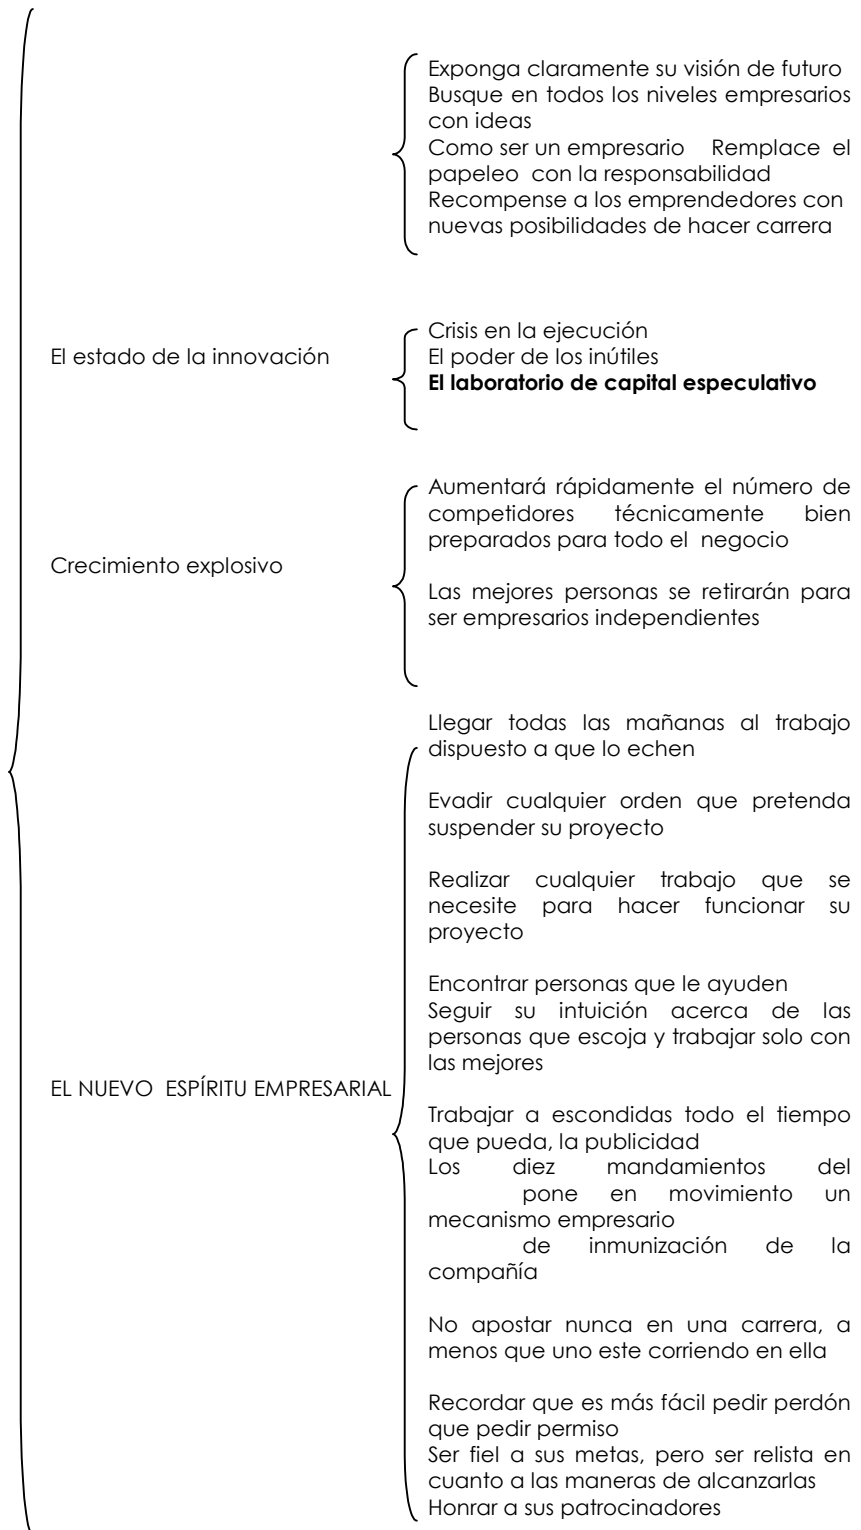 Exponga claramente su visión de futuro
Busque en todos los niveles empresarios
con ideas
Como ser un empresario Remplace el
papeleo con la responsabilidad
Recompense a los emprendedores con
nuevas posibilidades de hacer carrera
El estado de la innovación
Crisis en la ejecución
El poder de los inútiles
El laboratorio de capital especulativo
Crecimiento explosivo
Aumentará rápidamente el número de
competidores técnicamente bien
preparados para todo el negocio
Las mejores personas se retirarán para
ser empresarios independientes
EL NUEVO ESPÍRITU EMPRESARIAL
Llegar todas las mañanas al trabajo
dispuesto a que lo echen
Evadir cualquier orden que pretenda
suspender su proyecto
Realizar cualquier trabajo que se
necesite para hacer funcionar su
proyecto
Encontrar personas que le ayuden
Seguir su intuición acerca de las
personas que escoja y trabajar solo con
las mejores
Trabajar a escondidas todo el tiempo
que pueda, la publicidad
Los diez mandamientos del
pone en movimiento un
mecanismo empresario
de inmunización de la
compañía
No apostar nunca en una carrera, a
menos que uno este corriendo en ella
Recordar que es más fácil pedir perdón
que pedir permiso
Ser fiel a sus metas, pero ser relista en
cuanto a las maneras de alcanzarlas
Honrar a sus patrocinadores